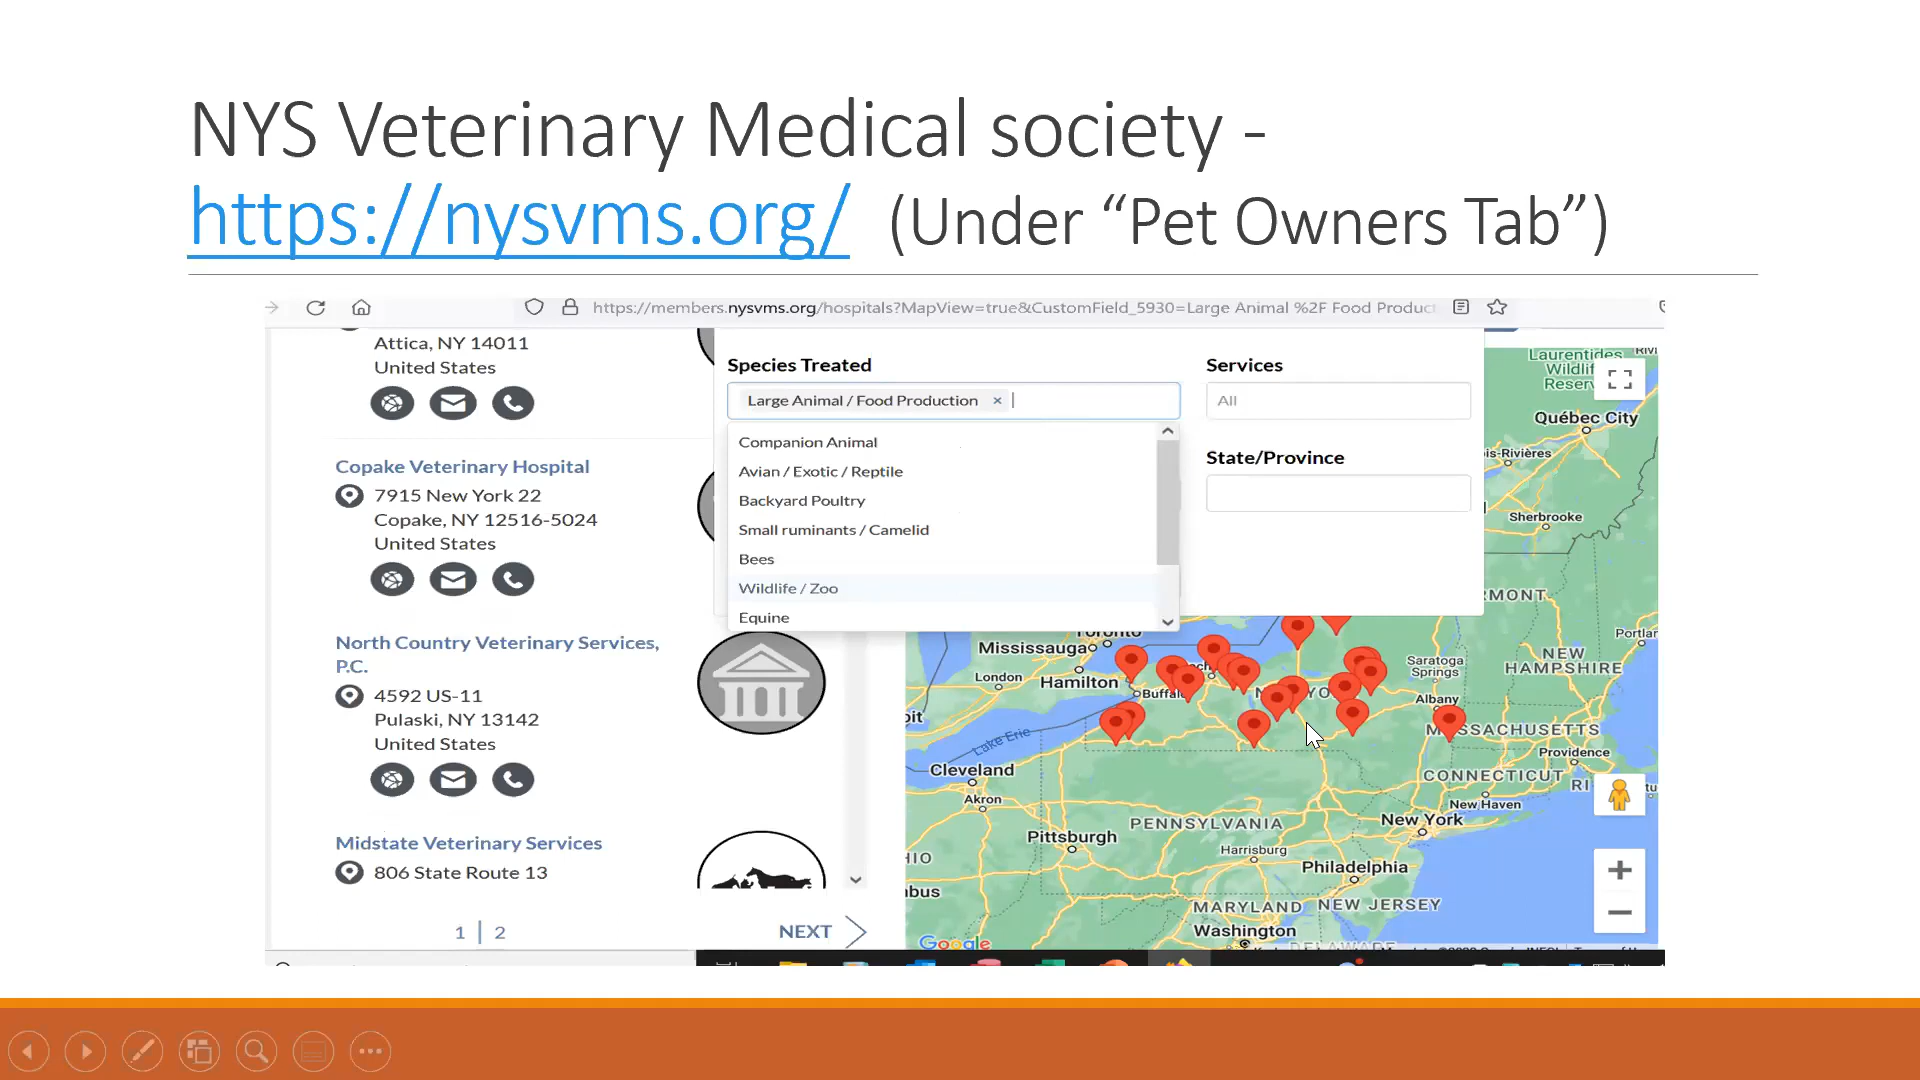 NYS Veterinary Medical society -
https://nysvms.org/ (Under “Pet Owners Tab”)
https://members.nysvms.org/hospitals?MapView=true&CustomField_5930=Large Animal %2F Food Produc
Attica, NY 14011
United States
Copake Veterinary Hospital
7915 New York 22
Copake, NY 12516-5024
United States
North Country Veterinary Services,
P.C.
4592 US-11
Pulaski, NY 13142
United States
Midstate Veterinary Services
806 State Route 13
1 | 2
NEXT
Species Treated
Large Animal / Food Production ×
Companion Animal
Avian / Exotic / Reptile
Backyard Poultry
Small ruminants / Camelid
Bees
Wildlife / Zoo
Equine
Services
All
State/Province
Laurentides
Québec City
Sherbrooke
Toronto
Mississauga
London
Hamilton
Saratoga
Springs
Albany
NEW
HAMPSHIRE
Lake Erie
Providence
Cleveland
CONNECTICUT
RI
Akron
New Haven
New York
PENNSYLVANIA
Pittsburgh
Harrisburg
Philadelphia
MARYLAND
NEW JERSEY
Washington
Google